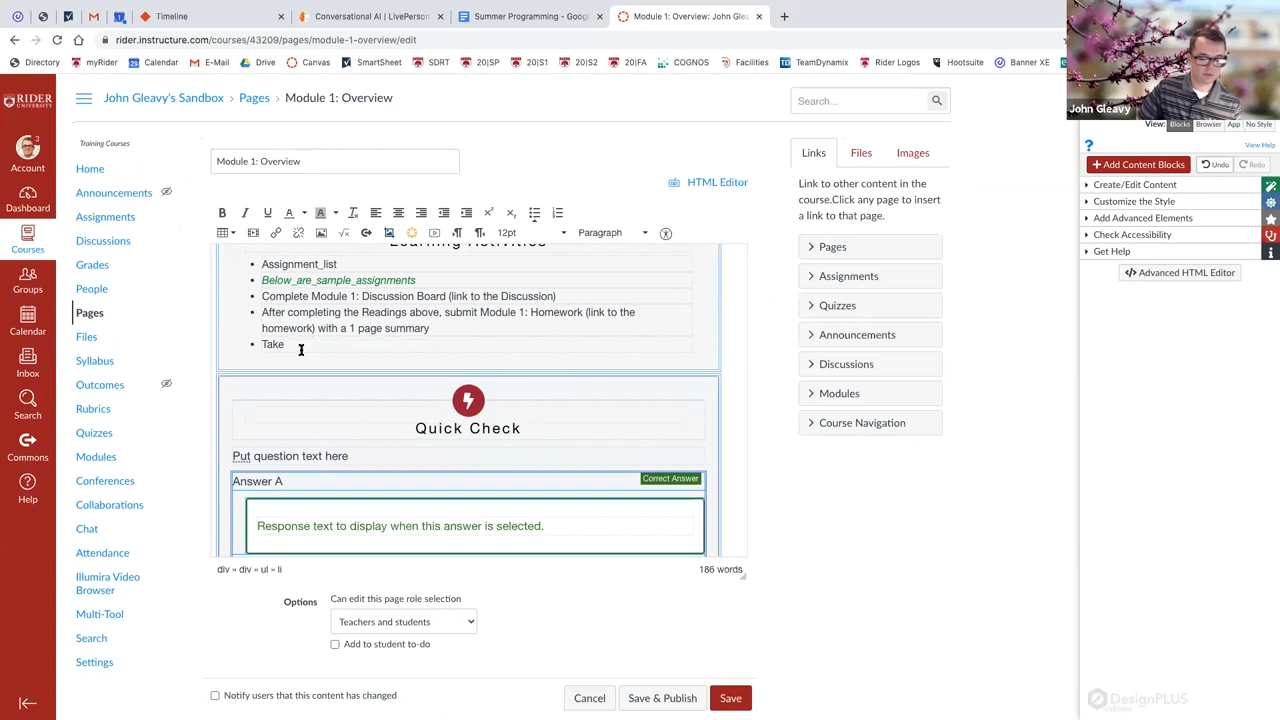 Timeline
Conversational AI | LivePerson
Summer Programming - Goog
Module 1: Overview: John Glea
rider.instructure.com/courses/43209/pages/module-1-overview/edit
Directory myRider Calendar E-Mail Drive Canvas SmartSheet SDRT 20|SP 20|S1 20|S2 20|FA COGNOS Facilities TeamDynamix Rider Logos Hootsuite Banner XE
John Gleavy
RIDER
UNIVERSITY
3
Account
Dashboard
Courses
Groups
Calendar
Inbox
Search
Commons
Help
John Gleavy's Sandbox > Pages > Module 1: Overview
Training Courses
Home
Announcements
Assignments
Discussions
Grades
People
Pages
Files
Syllabus
Outcomes
Rubrics
Quizzes
Modules
Conferences
Collaborations
Chat
Attendance
Illumira Video
Browser
Multi-Tool
Search
Settings
Module 1: Overview
HTML Editor
B I U A A
12pt Paragraph
Learning Activities
Assignment_list
Below_are_sample_assignments
Complete Module 1: Discussion Board (link to the Discussion)
After completing the Readings above, submit Module 1: Homework (link to the
homework) with a 1 page summary
Take
Quick Check
Put question text here
Answer A
Correct Answer
Response text to display when this answer is selected.
div » div » ul » li
186 words
Options
Can edit this page role selection
Teachers and students
Add to student to-do
Notify users that this content has changed
Cancel
Save & Publish
Save
Search...
Links Files Images
Link to other content in the
course.Click any page to insert
a link to that page.
Pages
Assignments
Quizzes
Announcements
Discussions
Modules
Course Navigation
View: Blocks Browser App No Style
View Help
+ Add Content Blocks
Undo
Redo
Create/Edit Content
Customize the Style
Add Advanced Elements
Check Accessibility
Get Help
</> Advanced HTML Editor
DesignPLUS